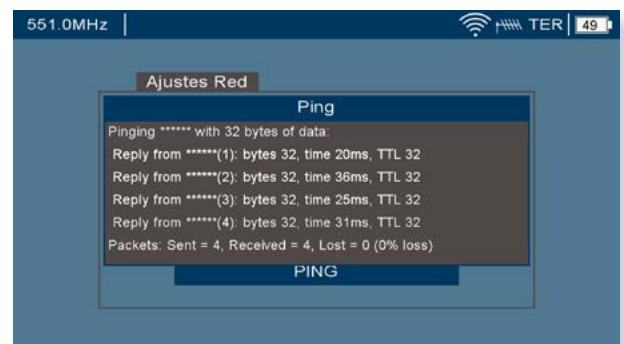 551.0MHz
TER 49
Ajustes Red
Ping
Pinging ****** with 32 bytes of data:
Reply from ******(1): bytes 32, time 20ms, TTL 32
Reply from ******(2): bytes 32, time 36ms, TTL 32
Reply from ******(3): bytes 32, time 25ms, TTL 32
Reply from ******(4): bytes 32, time 31ms, TTL 32
Packets: Sent = 4, Received = 4, Lost = 0 (0% loss)
PING